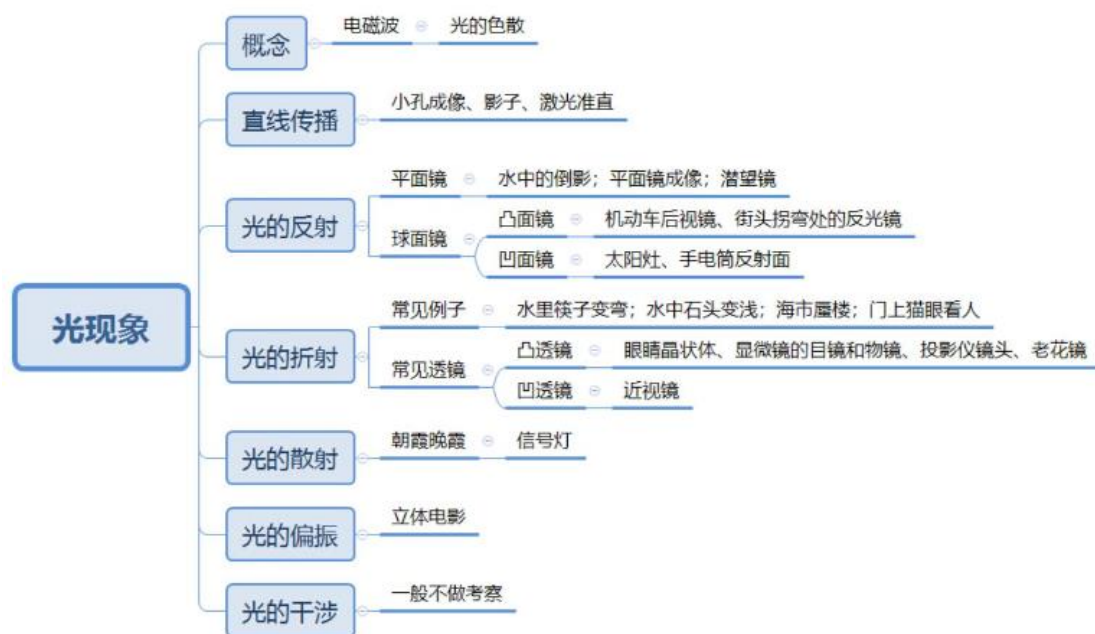 光现象
概念
电磁波
光的色散
直线传播
小孔成像、影子、激光准直
光的反射
平面镜
水中的倒影；平面镜成像；潜望镜
球面镜
凸面镜
机动车后视镜、街头拐弯处的反光镜
凹面镜
太阳灶、手电筒反射面
光的折射
常见例子
水里筷子变弯；水中石头变浅；海市蜃楼；门上猫眼看人
常见透镜
凸透镜
眼睛晶状体、显微镜的目镜和物镜、投影仪镜头、老花镜
凹透镜
近视镜
光的散射
朝霞晚霞
信号灯
光的偏振
立体电影
光的干涉
一般不做考察